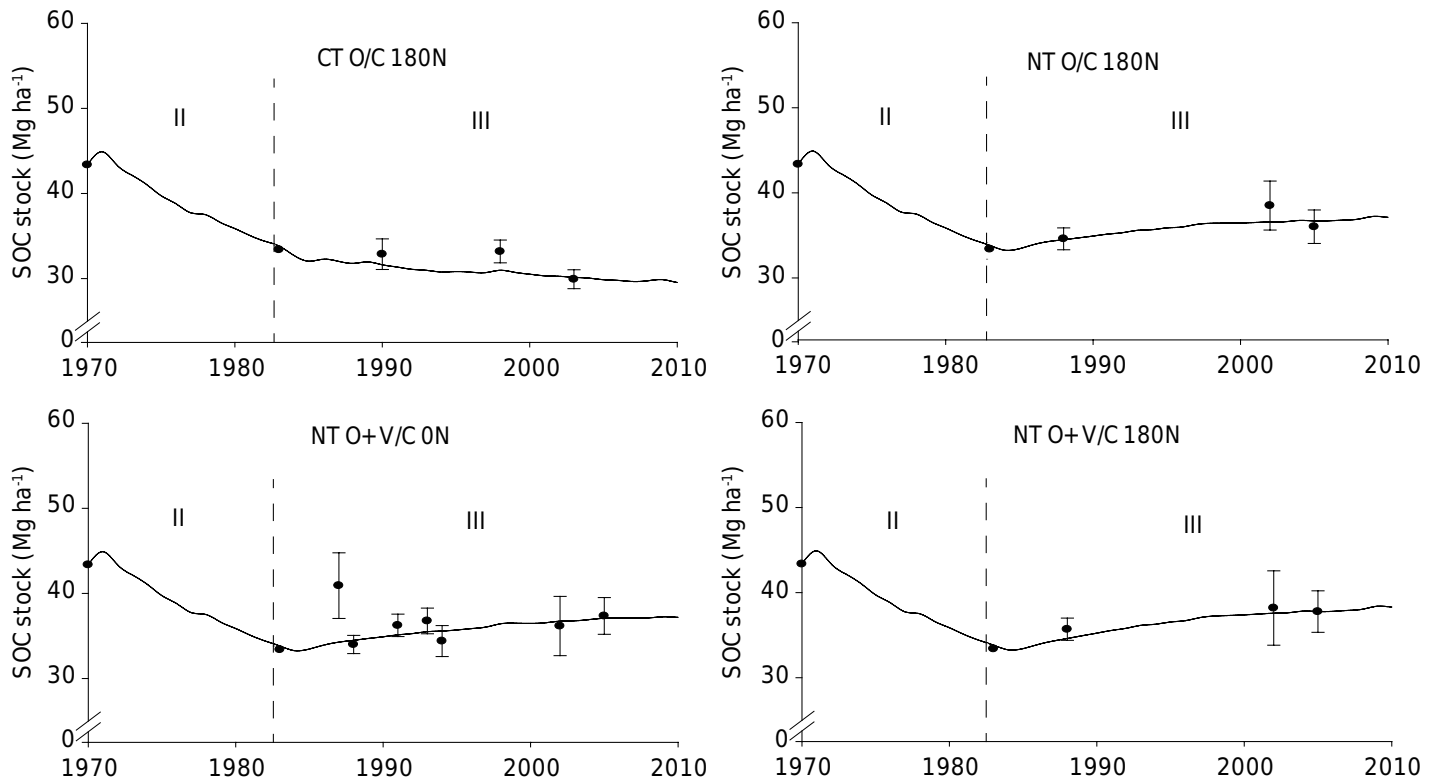 CT O/C 180N
SOC stock (Mg ha-1)
60
50
40
30
0
II
III
1970 1980 1990 2000 2010
NT O/C 180N
SOC stock (Mg ha-1)
60
50
40
30
0
II
III
1970 1980 1990 2000 2010
NT O+V/C 0N
SOC stock (Mg ha-1)
60
50
40
30
0
II
III
1970 1980 1990 2000 2010
NT O+V/C 180N
SOC stock (Mg ha-1)
60
50
40
30
0
II
III
1970 1980 1990 2000 2010